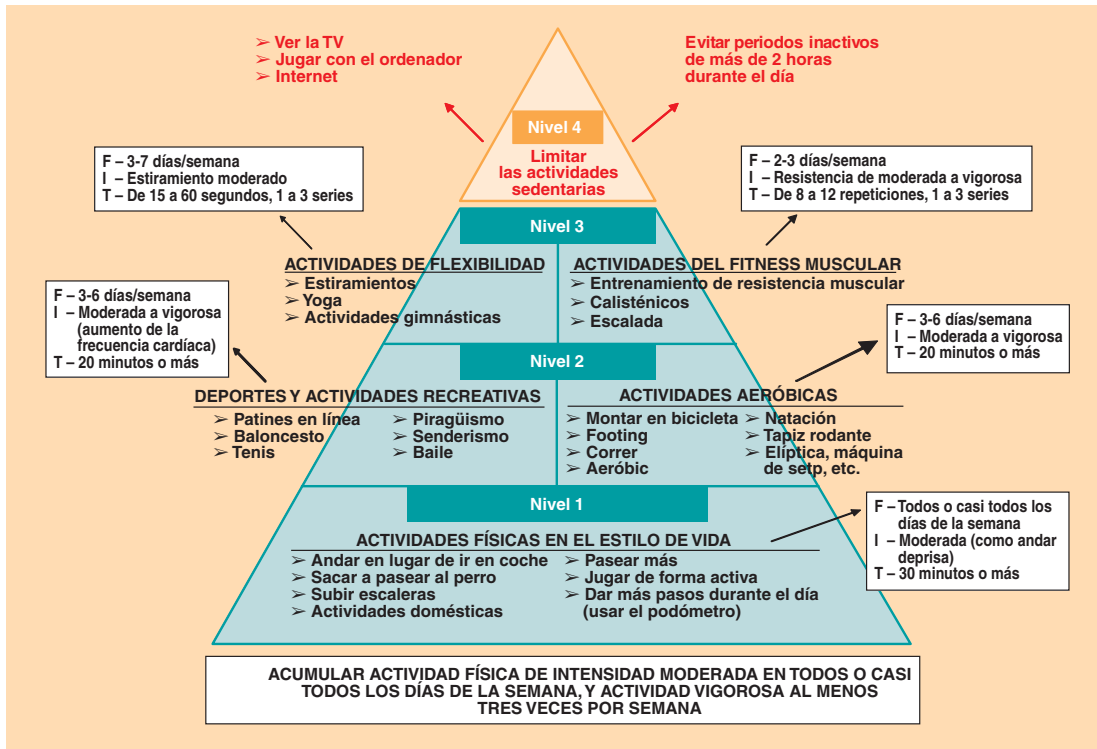 ➢ Ver la TV
➢ Jugar con el ordenador
➢ Internet
Evitar periodos inactivos
de más de 2 horas
durante el día
Nivel 4
Limitar
las actividades
sedentarias
F – 3-7 días/semana
I – Estiramiento moderado
T – De 15 a 60 segundos, 1 a 3 series
F – 2-3 días/semana
I – Resistencia de moderada a vigorosa
T – De 8 a 12 repeticiones, 1 a 3 series
Nivel 3
ACTIVIDADES DE FLEXIBILIDAD
➢ Estiramientos
➢ Yoga
➢ Actividades gimnásticas
ACTIVIDADES DEL FITNESS MUSCULAR
➢ Entrenamiento de resistencia muscular
➢ Calisténicos
➢ Escalada
F – 3-6 días/semana
I – Moderada a vigorosa
(aumento de la
frecuencia cardíaca)
T – 20 minutos o más
F – 3-6 días/semana
I – Moderada a vigorosa
T – 20 minutos o más
Nivel 2
DEPORTES Y ACTIVIDADES RECREATIVAS
➢ Patines en línea
➢ Baloncesto
➢ Tenis
➢ Piragüismo
➢ Senderismo
➢ Baile
ACTIVIDADES AERÓBICAS
➢ Montar en bicicleta
➢ Footing
➢ Correr
➢ Aeróbic
➢ Natación
➢ Tapiz rodante
➢ Elíptica, máquina
de setp, etc.
Nivel 1
ACTIVIDADES FÍSICAS EN EL ESTILO DE VIDA
➢ Andar en lugar de ir en coche
➢ Sacar a pasear al perro
➢ Subir escaleras
➢ Actividades domésticas
➢ Pasear más
➢ Jugar de forma activa
➢ Dar más pasos durante el día
(usar el podómetro)
F – Todos o casi todos los
días de la semana
I – Moderada (como andar
deprisa)
T – 30 minutos o más
ACUMULAR ACTIVIDAD FÍSICA DE INTENSIDAD MODERADA EN TODOS O CASI
TODOS LOS DÍAS DE LA SEMANA, Y ACTIVIDAD VIGOROSA AL MENOS
TRES VECES POR SEMANA